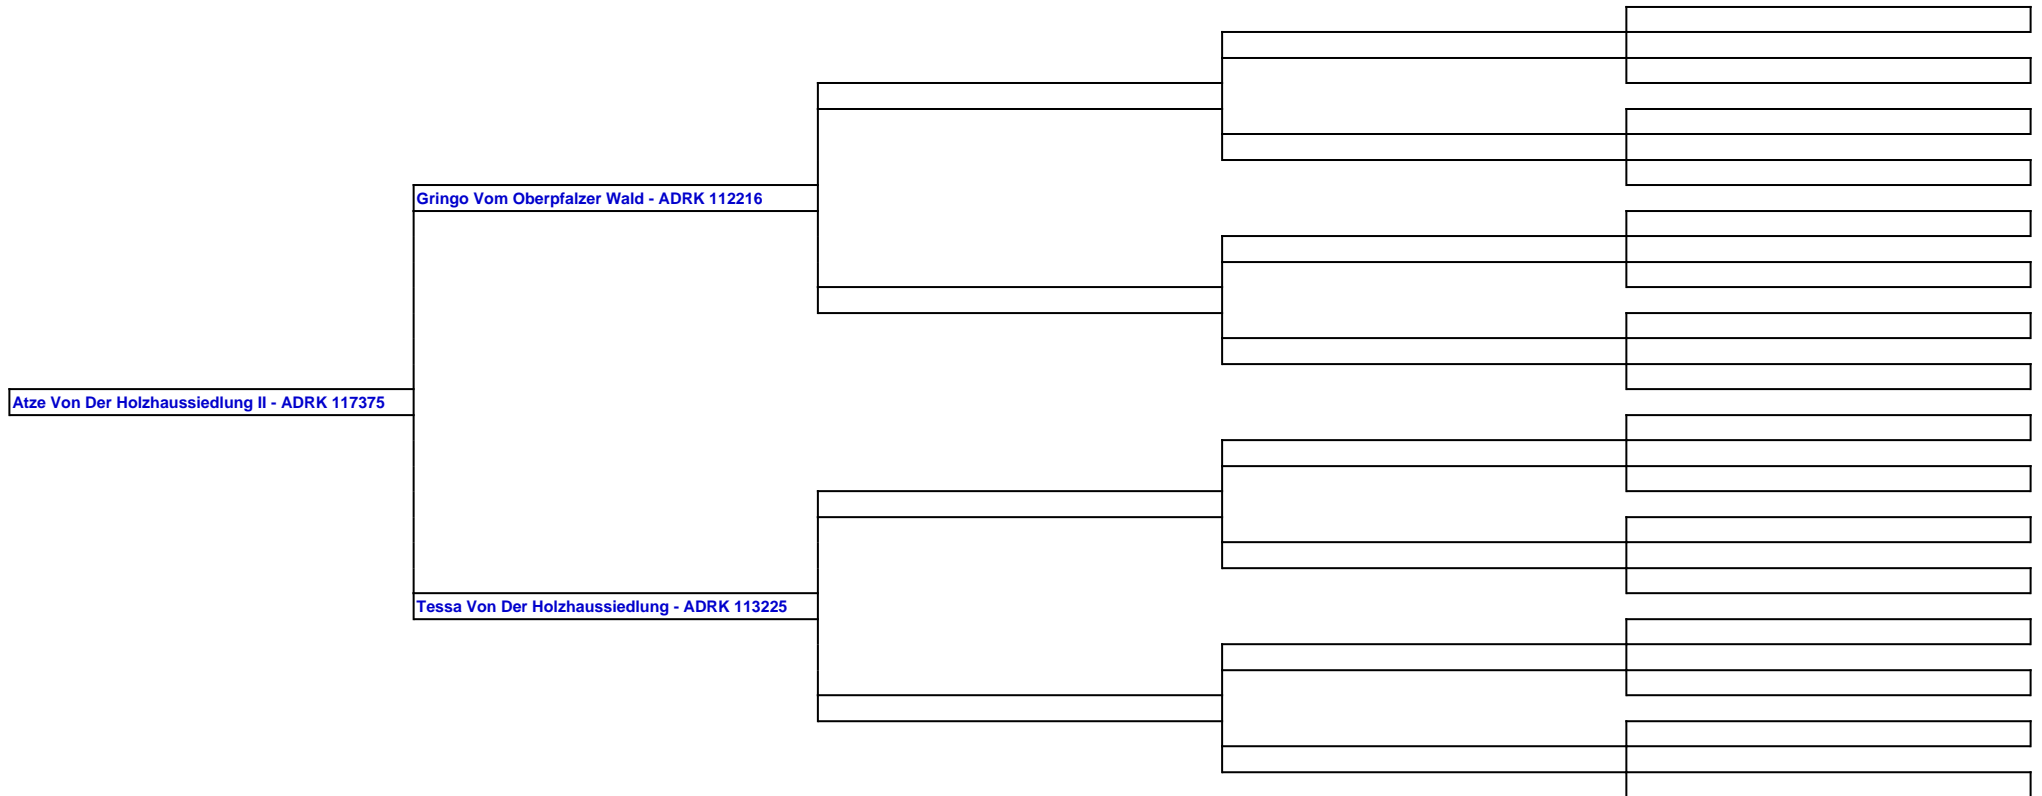 Gringo Vom Oberpfalzer Wald - ADRK 112216
Atze Von Der Holzhaussiedlung II - ADRK 117375
Tessa Von Der Holzhaussiedlung - ADRK 113225